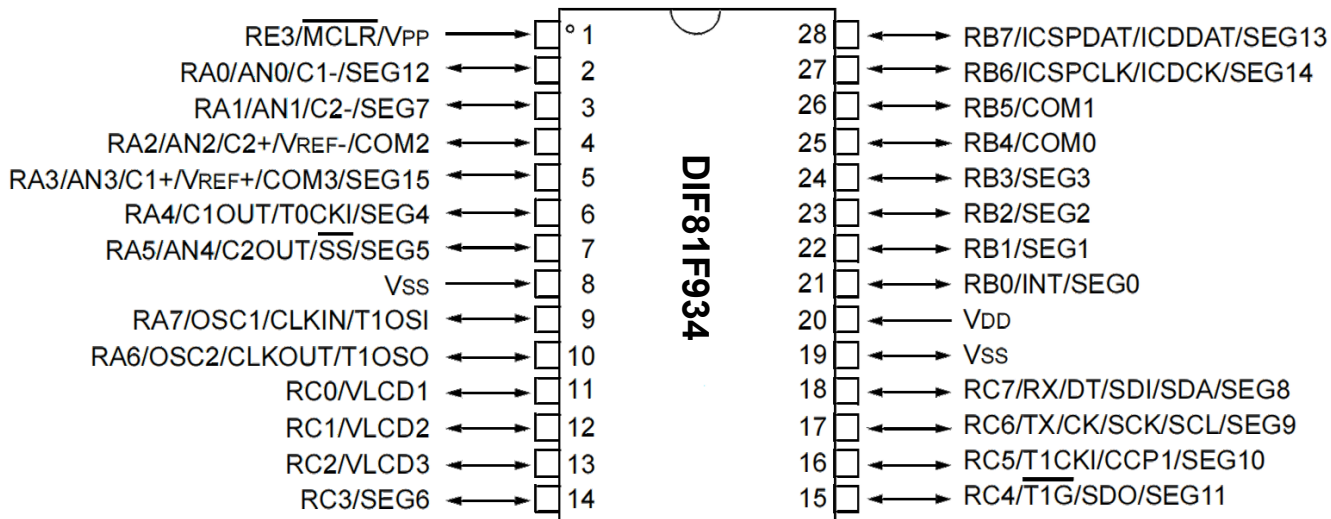 RE3/MCLR/VPP 1
RA0/AN0/C1-/SEG12 2
RA1/AN1/C2-/SEG7 3
RA2/AN2/C2+/VREF-/COM2 4
RA3/AN3/C1+/VREF+/COM3/SEG15 5
RA4/C1OUT/T0CKI/SEG4 6
RA5/AN4/C2OUT/SS/SEG5 7
VSS 8
RA7/OSC1/CLKIN/T1OSI 9
RA6/OSC2/CLKOUT/T1OSO 10
RC0/VLCD1 11
RC1/VLCD2 12
RC2/VLCD3 13
RC3/SEG6 14
DIF81F934
28 RB7/ICSPDAT/ICDDAT/SEG13
27 RB6/ICSPCLK/ICDCK/SEG14
26 RB5/COM1
25 RB4/COM0
24 RB3/SEG3
23 RB2/SEG2
22 RB1/SEG1
21 RB0/INT/SEG0
20 VDD
19 VSS
18 RC7/RX/DT/SDI/SDA/SEG8
17 RC6/TX/CK/SCK/SCL/SEG9
16 RC5/T1CKI/CCP1/SEG10
15 RC4/T1G/SDO/SEG11